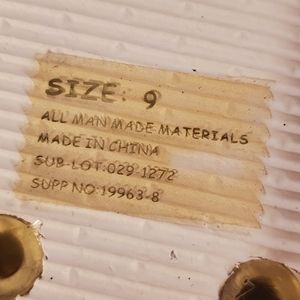 SIZE: 9
ALL MAN MADE MATERIALS
MADE IN CHINA
SUB-LOT: 029-1272
SUPP NO: 19963-8